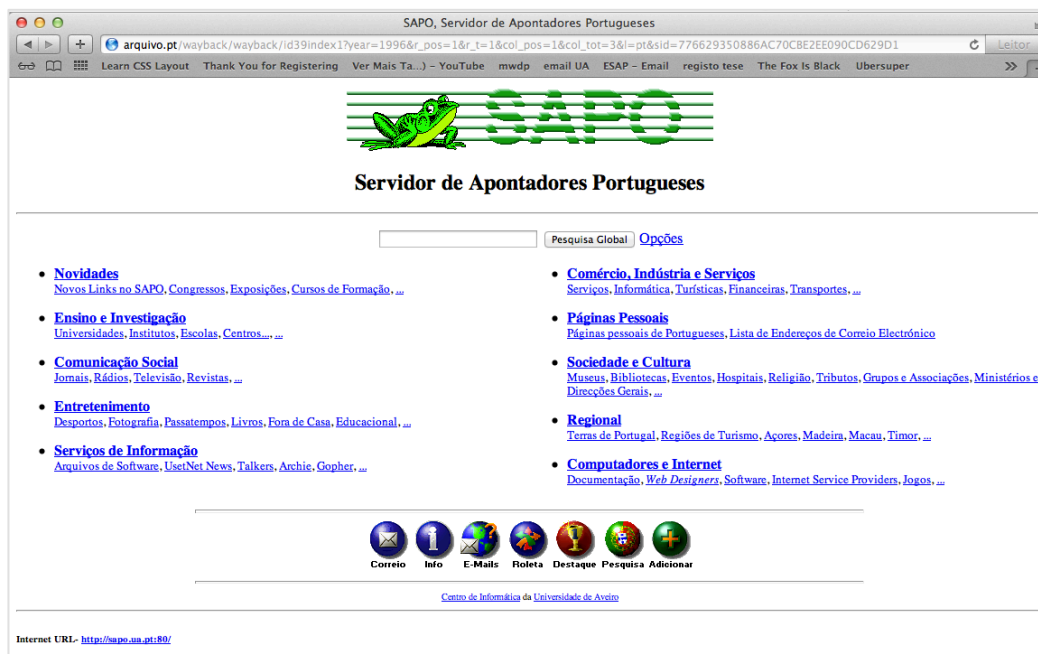 SAPO, Servidor de Apontadores Portugueses
arquivo.pt/wayback/wayback/id39index1?year=1996&r_pos=1&r_t=1&col_pos=1&col_tot=3&l=pt&sid=776629350886AC70C8E2EE090CD629D1
Leitor
Learn CSS Layout Thank You for Registering Ver Mais Ta...) – YouTube mwdp email UA ESAP – Email registo tese The Fox Is Black Ubersuper
SAPO
Servidor de Apontadores Portugueses
Pesquisa Global Opções
Novidades
Novos Links no SAPO, Congressos, Exposições, Cursos de Formação, ...
Ensino e Investigação
Universidades, Institutos, Escolas, Centros..., ...
Comunicação Social
Jornais, Rádios, Televisão, Revistas, ...
Entretenimento
Desportos, Fotografia, Passatempos, Livros, Fora de Casa, Educacional, ...
Serviços de Informação
Arquivos de Software, UsetNet News, Talkers, Archie, Gopher, ...
Comércio, Indústria e Serviços
Serviços, Informática, Turísticas, Financeiras, Transportes, ...
Páginas Pessoais
Páginas pessoais de Portugueses, Lista de Endereços de Correio Electrónico
Sociedade e Cultura
Museus, Bibliotecas, Eventos, Hospitais, Religião, Tributos, Grupos e Associações, Ministérios e
Direcções Gerais, ...
Regional
Terras de Portugal, Regiões de Turismo, Açores, Madeira, Macau, Timor, ...
Computadores e Internet
Documentação, Web Designers, Software, Internet Service Providers, Jogos, ...
Correio Info E-Mails Roleta Destaque Pesquisa Adicionar
Centro de Informática da Universidade de Aveiro
Internet URL- http://sapo.ua.pt:80/